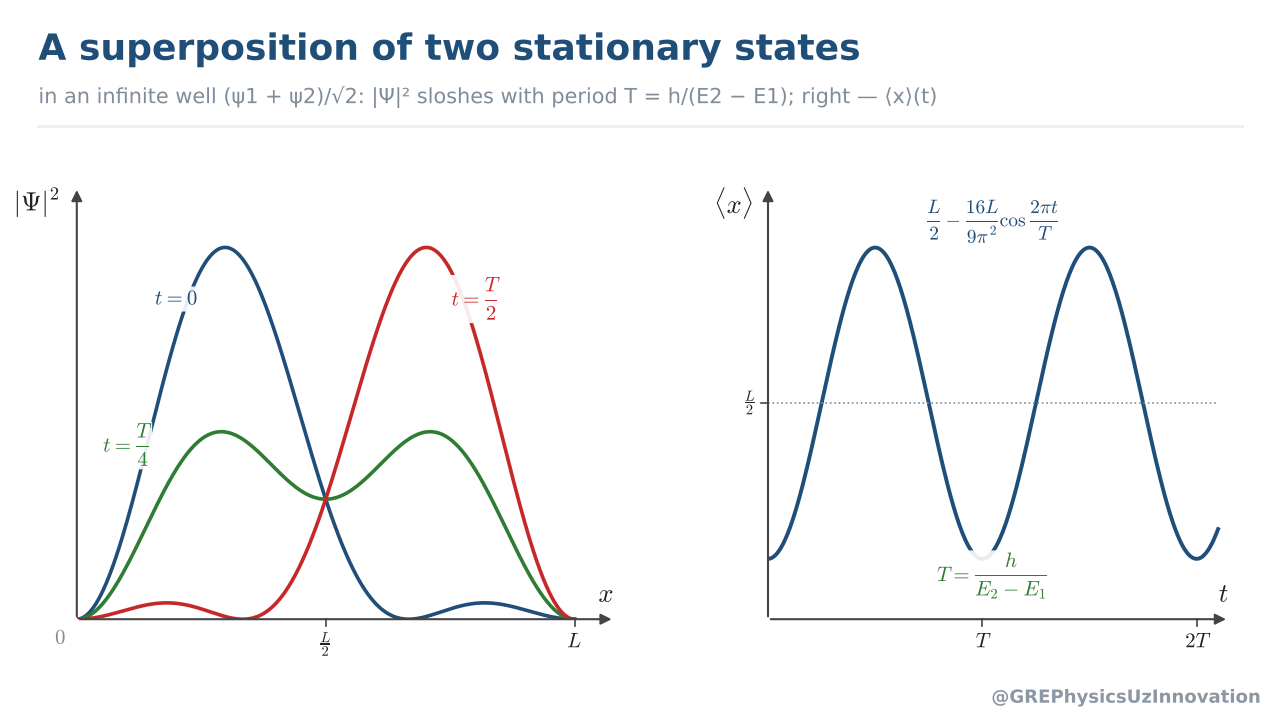 A superposition of two stationary states
in an infinite well (ψ1 + ψ2)/√2: |Ψ|² sloshes with period T = h/(E2 − E1); right — ⟨x⟩(t)
|Ψ|²
t = 0
t = T/2
t = T/4
x
0
L/2
L
⟨x⟩
L/2 − 16L/9π² cos 2πt/T
L/2
T = h/(E₂ − E₁)
t
T
2T
@GREPhysicsUzInnovation